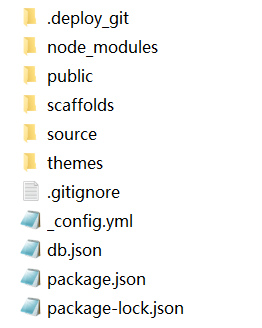 .deploy_git
node_modules
public
scaffolds
source
themes
.gitignore
_config.yml
db.json
package.json
package-lock.json